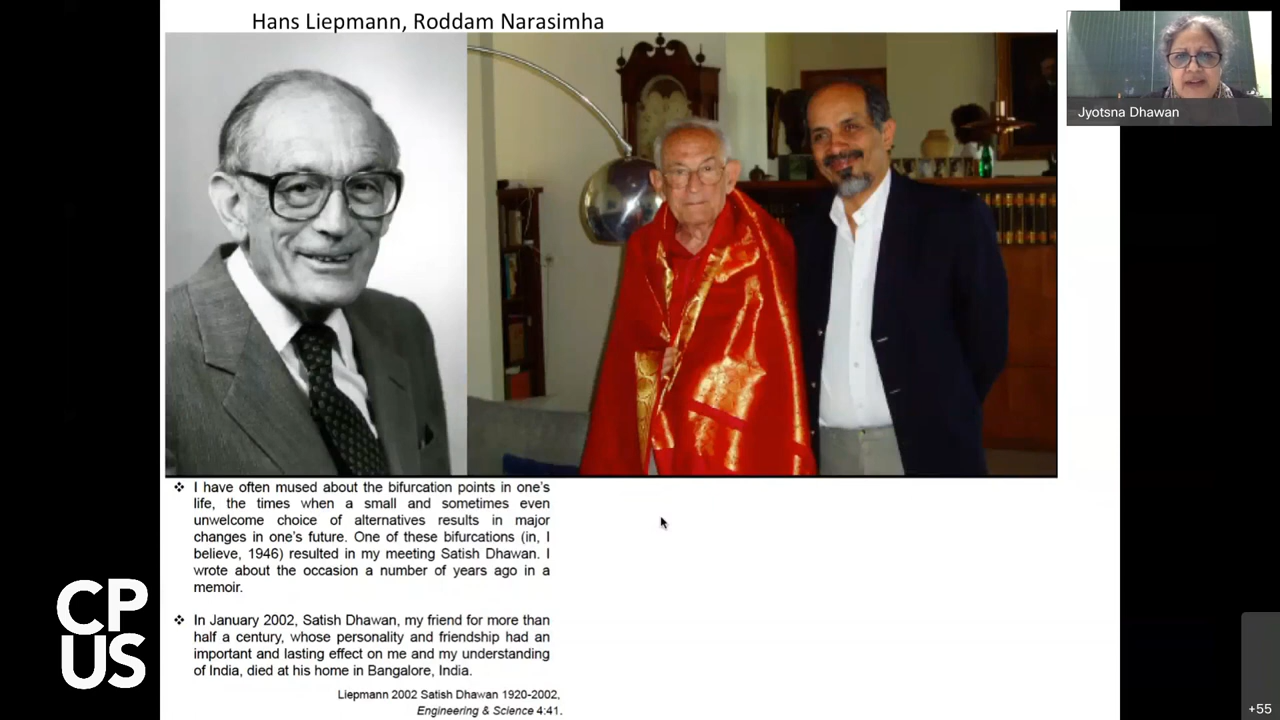 Hans Liepmann, Roddam Narasimha
Jyotsna Dhawan
❖ I have often mused about the bifurcation points in one's
life, the times when a small and sometimes even
unwelcome choice of alternatives results in major
changes in one's future. One of these bifurcations (in, I
believe, 1946) resulted in my meeting Satish Dhawan. I
wrote about the occasion a number of years ago in a
memoir.
❖ In January 2002, Satish Dhawan, my friend for more than
half a century, whose personality and friendship had an
important and lasting effect on me and my understanding
of India, died at his home in Bangalore, India.
Liepmann 2002 Satish Dhawan 1920-2002,
Engineering & Science 4:41.
CP
US
+55